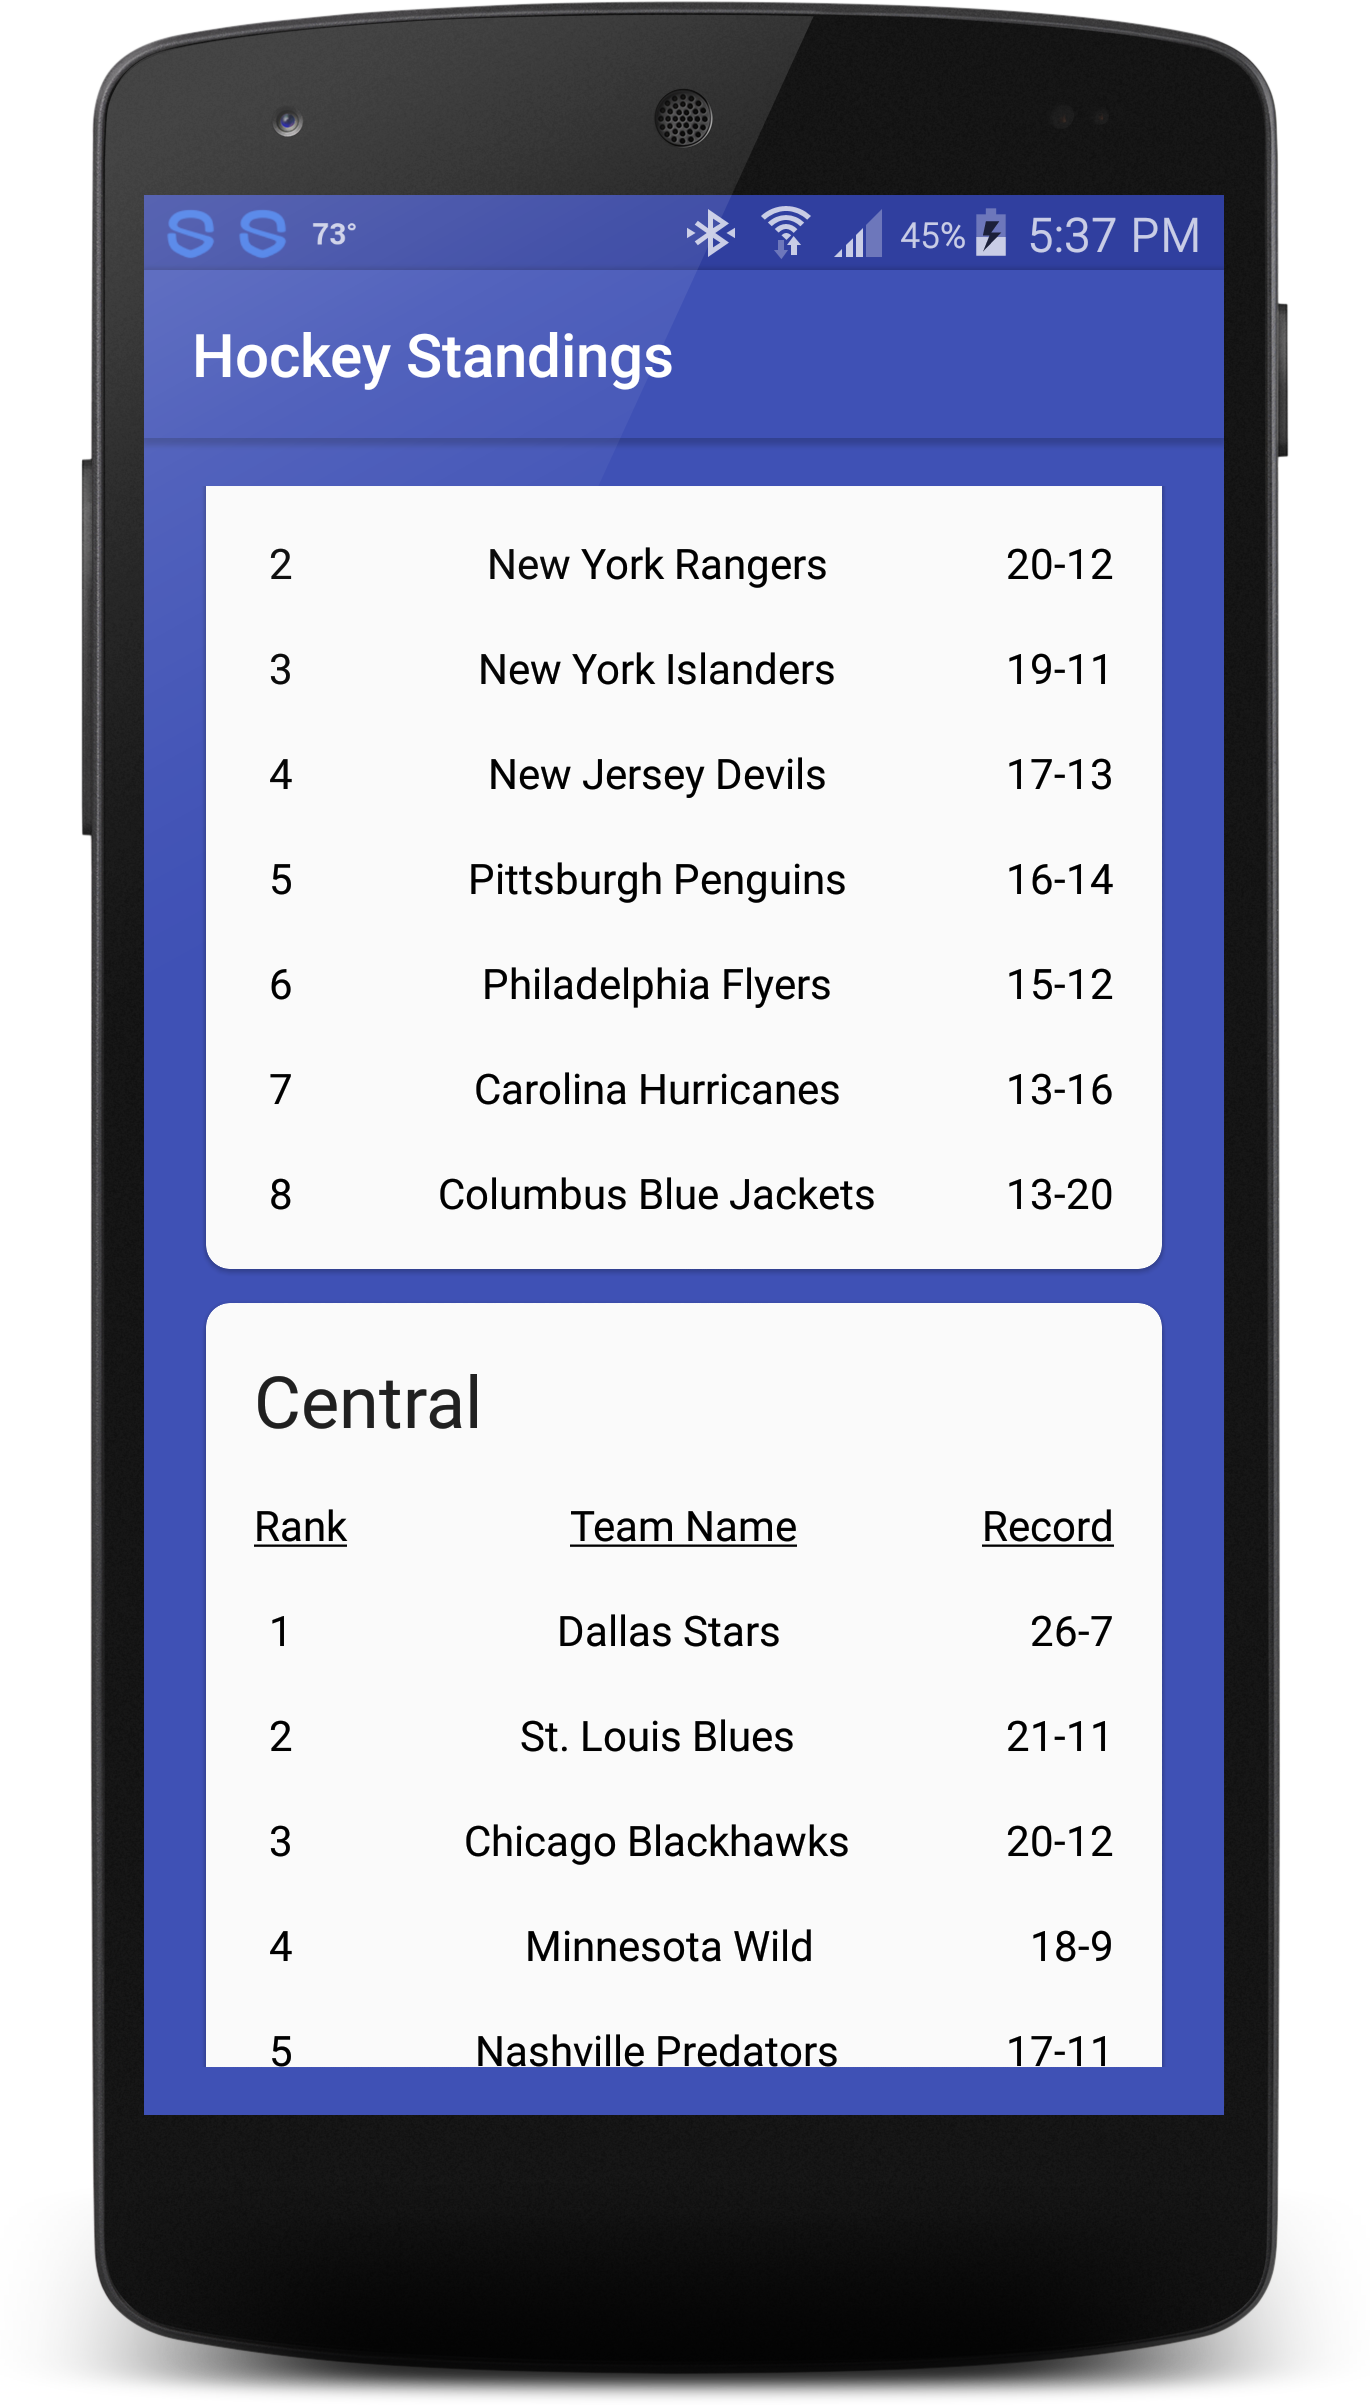 73° 45% 5:37 PM
Hockey Standings
2 New York Rangers 20-12
3 New York Islanders 19-11
4 New Jersey Devils 17-13
5 Pittsburgh Penguins 16-14
6 Philadelphia Flyers 15-12
7 Carolina Hurricanes 13-16
8 Columbus Blue Jackets 13-20
Central
Rank Team Name Record
1 Dallas Stars 26-7
2 St. Louis Blues 21-11
3 Chicago Blackhawks 20-12
4 Minnesota Wild 18-9
5 Nashville Predators 17-11